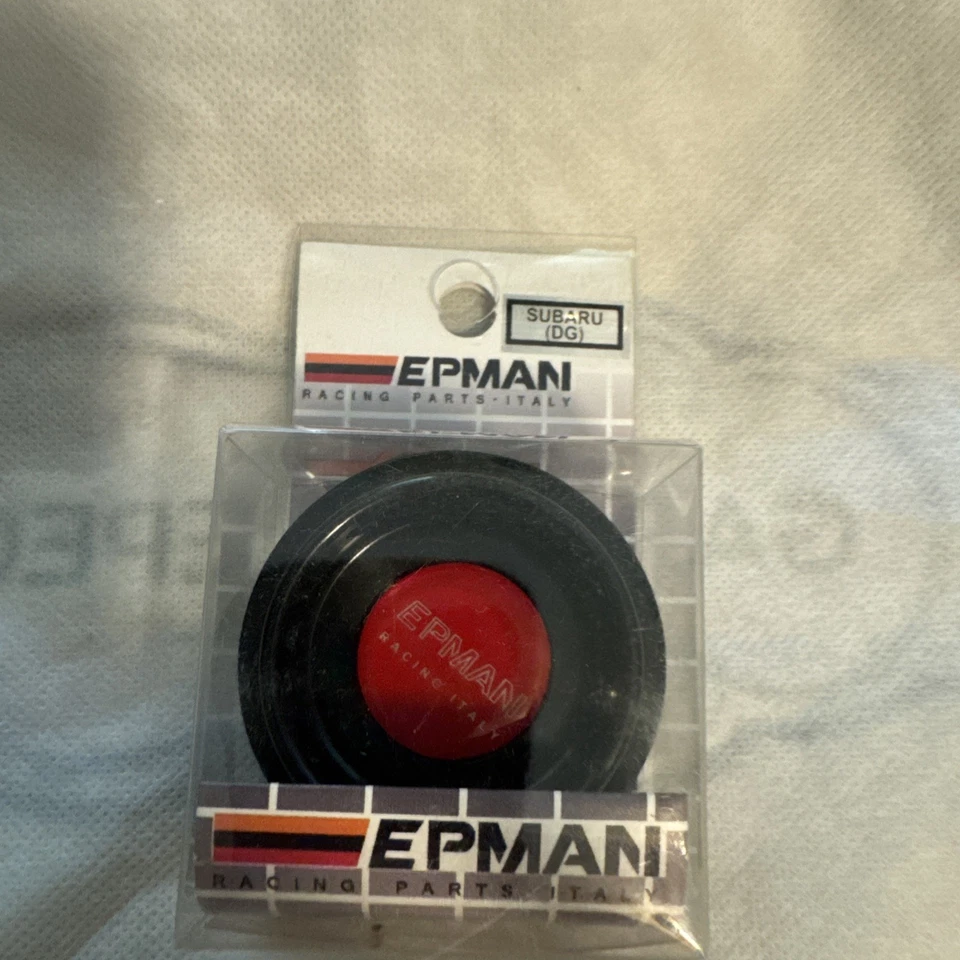 SUBARU
(DG)
EPMAN
RACING PARTS-ITALY
EPMAN
RACING ITALY
EPMAN
RACING PARTS ITALY